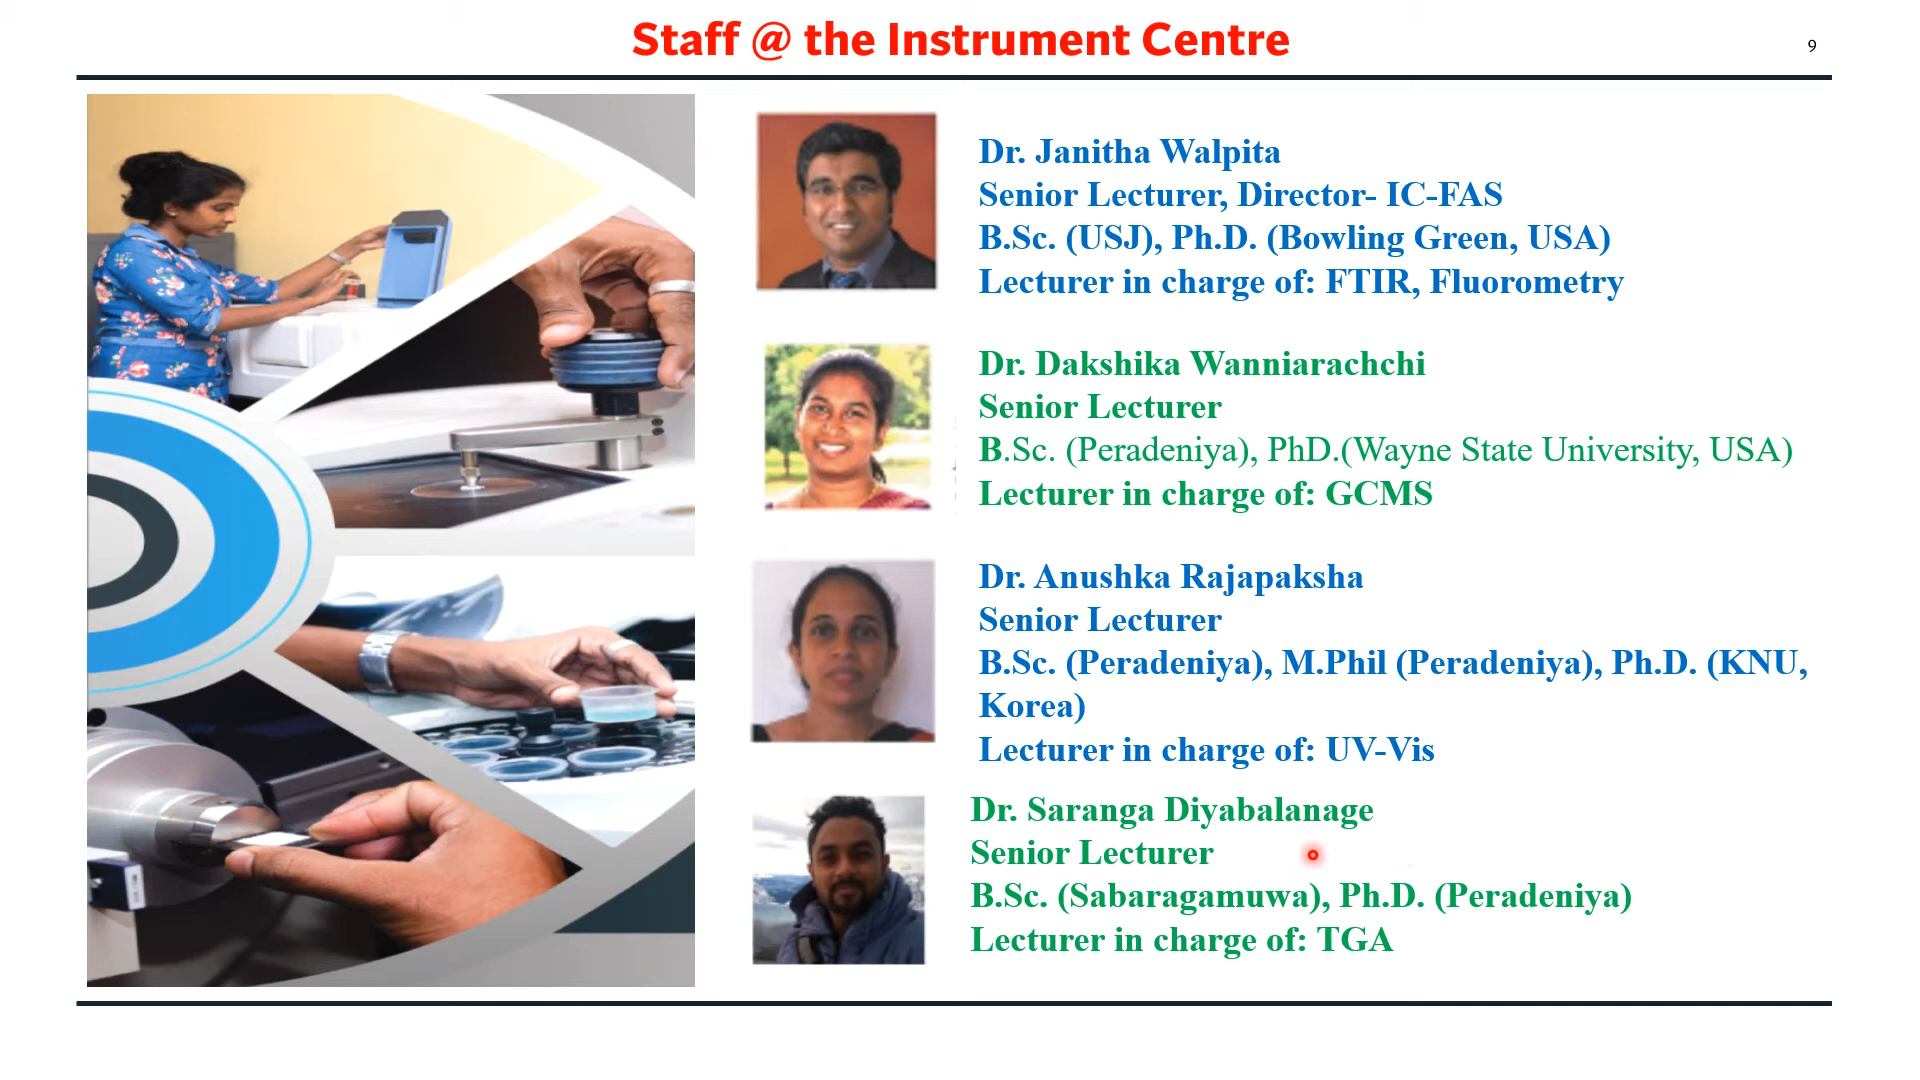 Staff @ the Instrument Centre
9
Dr. Janitha Walpita
Senior Lecturer, Director- IC-FAS
B.Sc. (USJ), Ph.D. (Bowling Green, USA)
Lecturer in charge of: FTIR, Fluorometry
Dr. Dakshika Wanniarachchi
Senior Lecturer
B.Sc. (Peradeniya), PhD.(Wayne State University, USA)
Lecturer in charge of: GCMS
Dr. Anushka Rajapaksha
Senior Lecturer
B.Sc. (Peradeniya), M.Phil (Peradeniya), Ph.D. (KNU,
Korea)
Lecturer in charge of: UV-Vis
Dr. Saranga Diyabalanage
Senior Lecturer
B.Sc. (Sabaragamuwa), Ph.D. (Peradeniya)
Lecturer in charge of: TGA